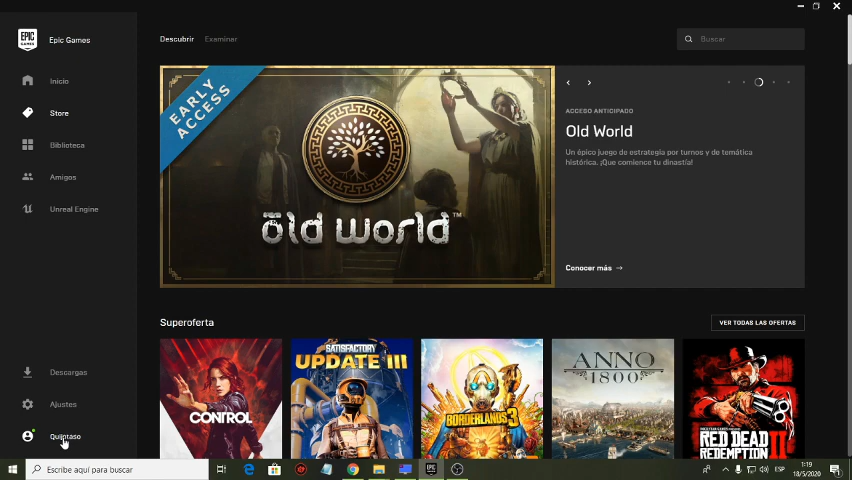 EPIC
GAMES
Epic Games
Inicio
Store
Biblioteca
Amigos
Unreal Engine
Descargas
Ajustes
Quintaso
Descubrir
Examinar
Buscar
EARLY
ACCESS
Old World™
ACCESO ANTICIPADO
Old World
Un épico juego de estrategia por turnos y de temática
histórica. ¡Que comience tu dinastía!
Conocer más →
Superoferta
VER TODAS LAS OFERTAS
CONTROL
SATISFACTORY
UPDATE III
BORDERLANDS 3
ANNO
1800
RED DEAD
REDEMPTION
II
Escribe aquí para buscar
EPIC
ESP
1:19
18/5/2020